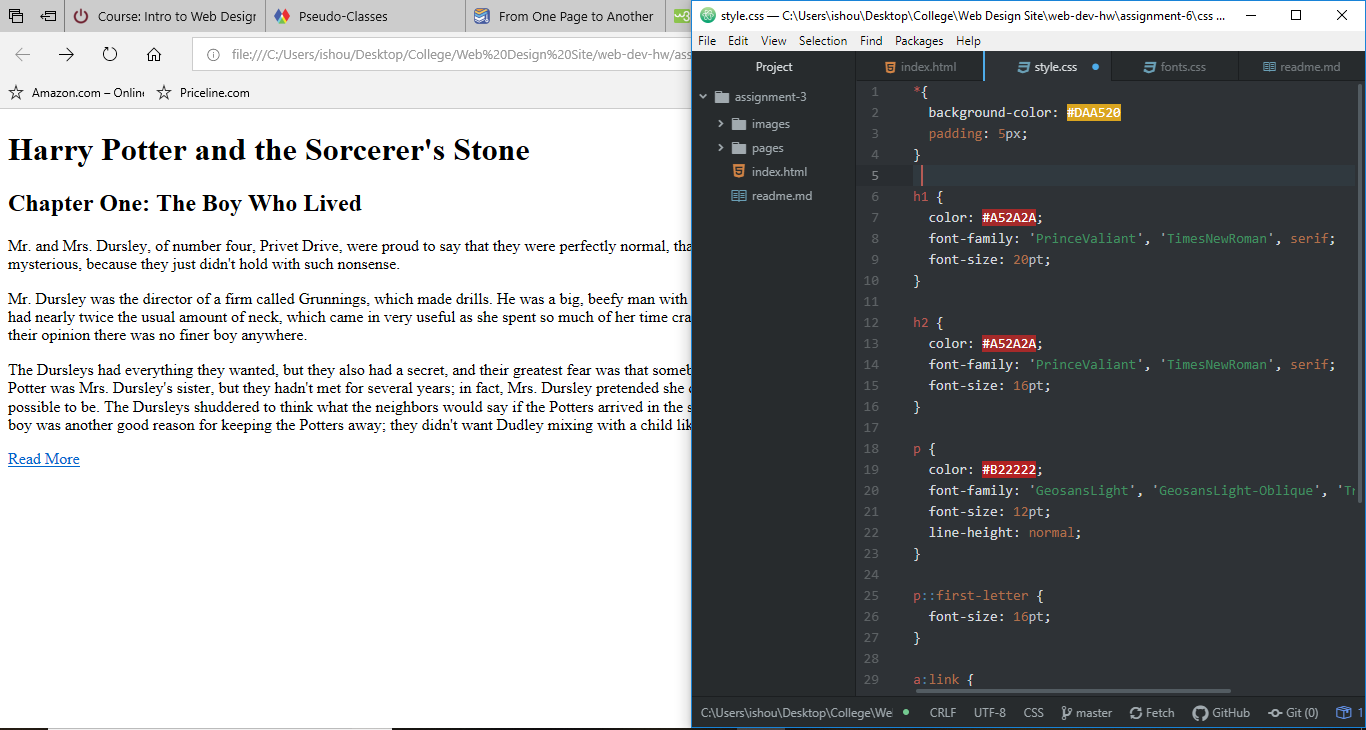 Course: Intro to Web Design
Pseudo-Classes
From One Page to Another
file:///C:/Users/ishou/Desktop/College/Web%20Design%20Site/web-dev-hw/ass
Amazon.com – Online
Priceline.com
Harry Potter and the Sorcerer's Stone
Chapter One: The Boy Who Lived
Mr. and Mrs. Dursley, of number four, Privet Drive, were proud to say that they were perfectly normal, tha
mysterious, because they just didn't hold with such nonsense.
Mr. Dursley was the director of a firm called Grunnings, which made drills. He was a big, beefy man with
had nearly twice the usual amount of neck, which came in very useful as she spent so much of her time cra
their opinion there was no finer boy anywhere.
The Dursleys had everything they wanted, but they also had a secret, and their greatest fear was that someb
Potter was Mrs. Dursley's sister, but they hadn't met for several years; in fact, Mrs. Dursley pretended she
possible to be. The Dursleys shuddered to think what the neighbors would say if the Potters arrived in the s
boy was another good reason for keeping the Potters away; they didn't want Dudley mixing with a child lik
Read More
style.css — C:\Users\ishou\Desktop\College\Web Design Site\web-dev-hw\assignment-6\css ...
File Edit View Selection Find Packages Help
Project
assignment-3
images
pages
index.html
readme.md
index.html
style.css
fonts.css
readme.md
1 *{
2 background-color: #DAA520
3 padding: 5px;
4 }
5
6 h1 {
7 color: #A52A2A;
8 font-family: 'PrinceValiant', 'TimesNewRoman', serif;
9 font-size: 20pt;
10 }
11
12 h2 {
13 color: #A52A2A;
14 font-family: 'PrinceValiant', 'TimesNewRoman', serif;
15 font-size: 16pt;
16 }
17
18 p {
19 color: #B22222;
20 font-family: 'GeosansLight', 'GeosansLight-Oblique', 'Tr
21 font-size: 12pt;
22 line-height: normal;
23 }
24
25 p::first-letter {
26 font-size: 16pt;
27 }
28
29 a:link {
C:\Users\ishou\Desktop\College\We
CRLF UTF-8 CSS master Fetch GitHub Git (0) 1